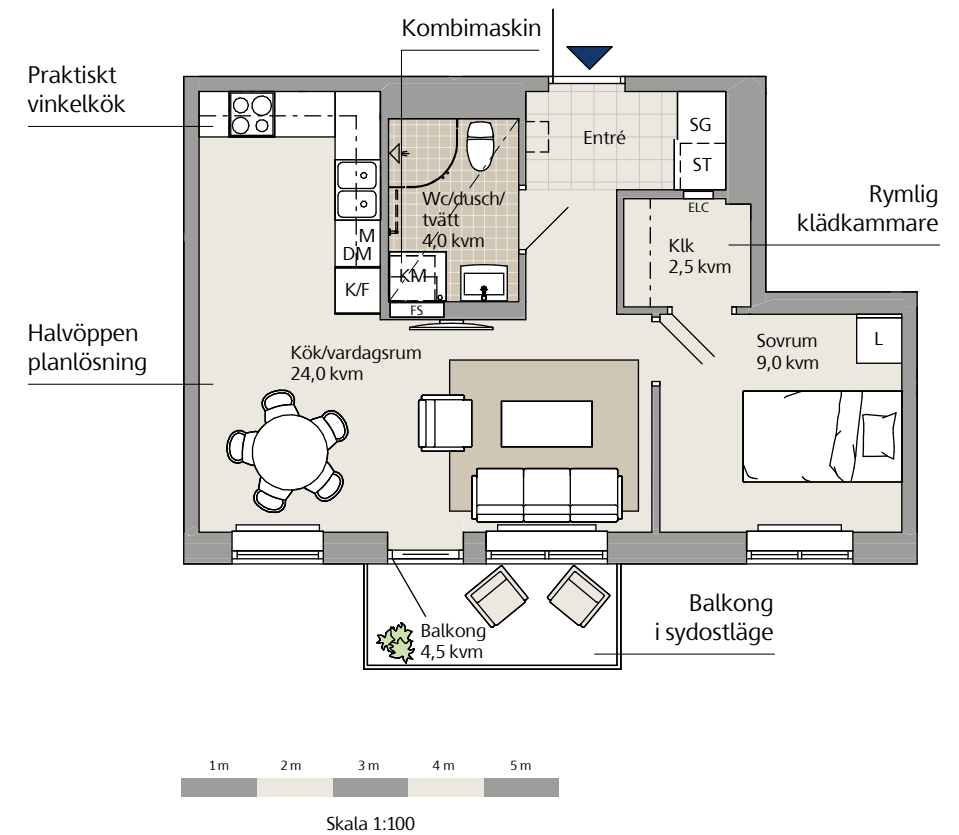 Kombimaskin
Praktiskt
vinkelkök
Entré
SG
ST
ELC
Rymlig
klädkammare
Wc/dusch/
tvätt
4,0 kvm
Klk
2,5 kvm
M
DM
KM
K/F
FS
Halvöppen
planlösning
Kök/vardagsrum
24,0 kvm
Sovrum
9,0 kvm
L
Balkong
i sydostläge
Balkong
4,5 kvm
1 m 2 m 3 m 4 m 5 m
Skala 1:100